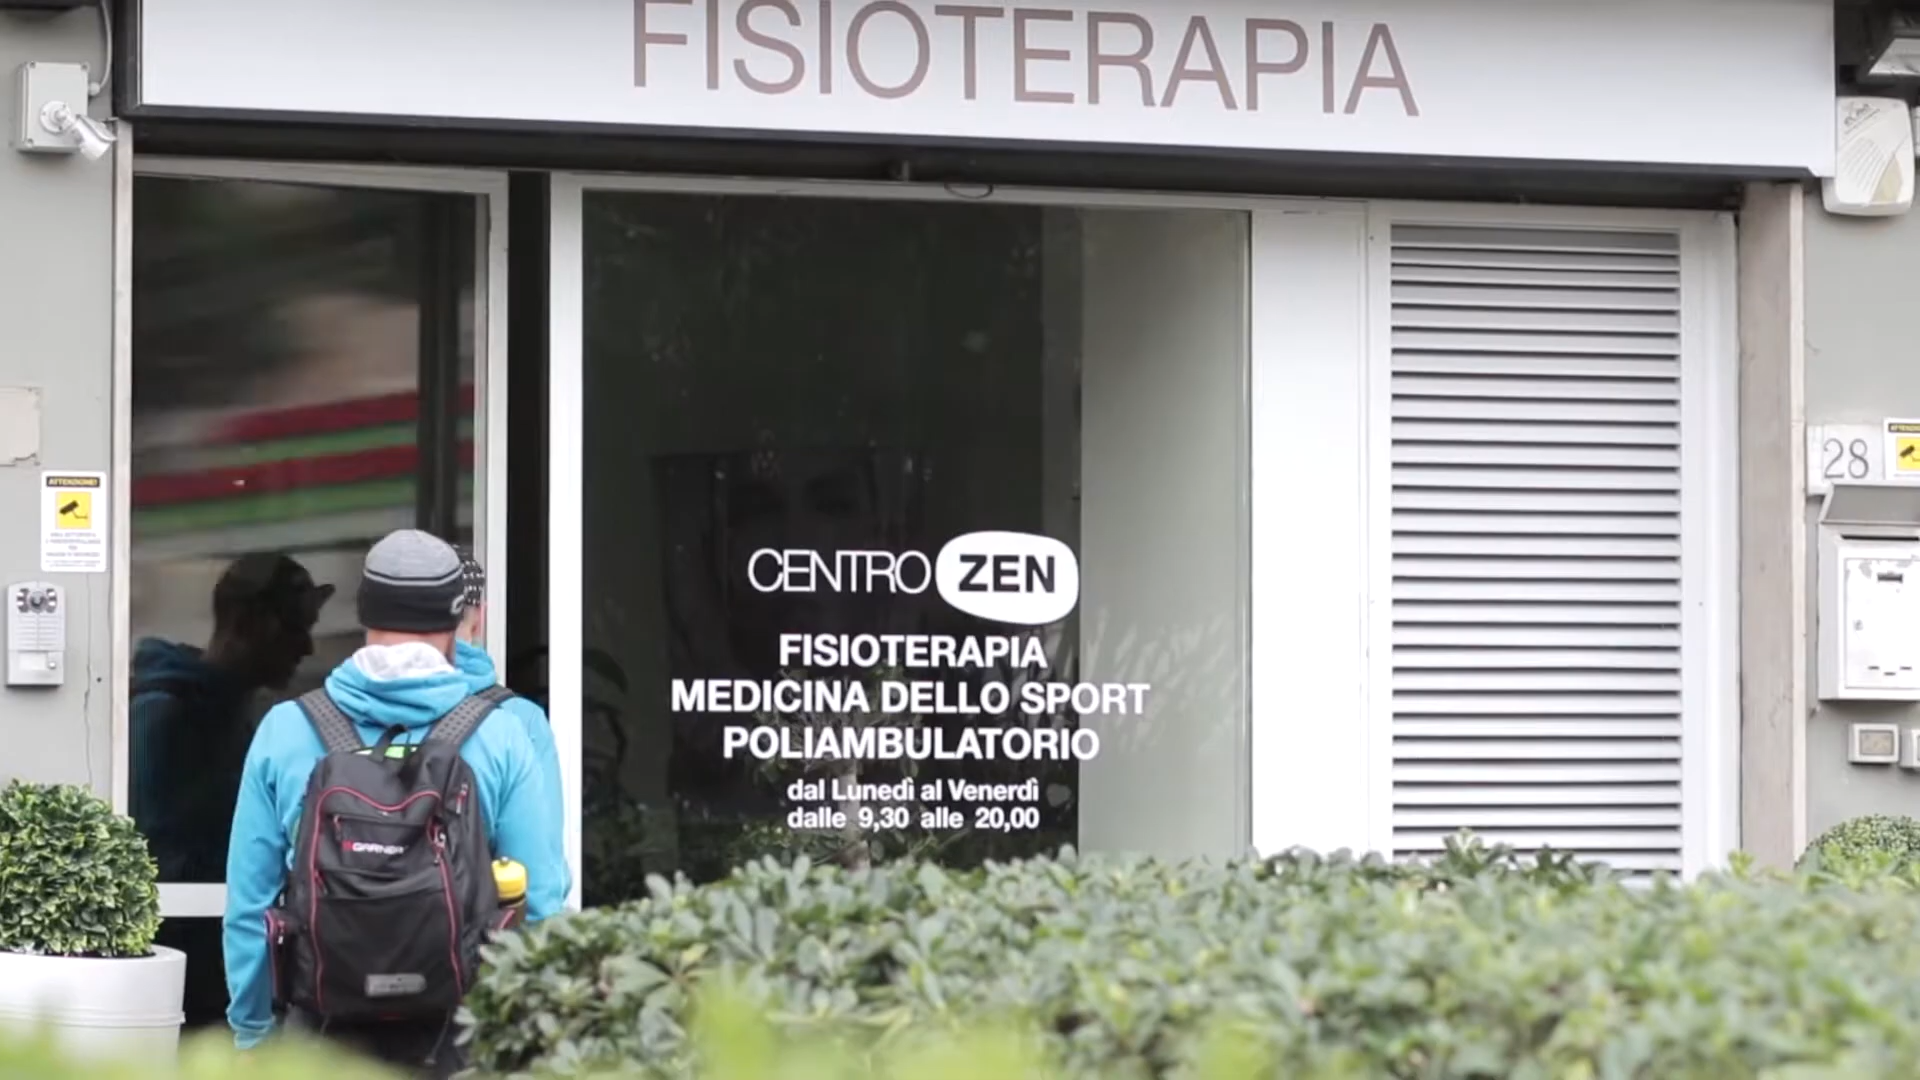 FISIOTERAPIA
ATTENZIONE!
28
CENTRO ZEN
FISIOTERAPIA
MEDICINA DELLO SPORT
POLIAMBULATORIO
dal Lunedì al Venerdì
dalle 9,30 alle 20,00